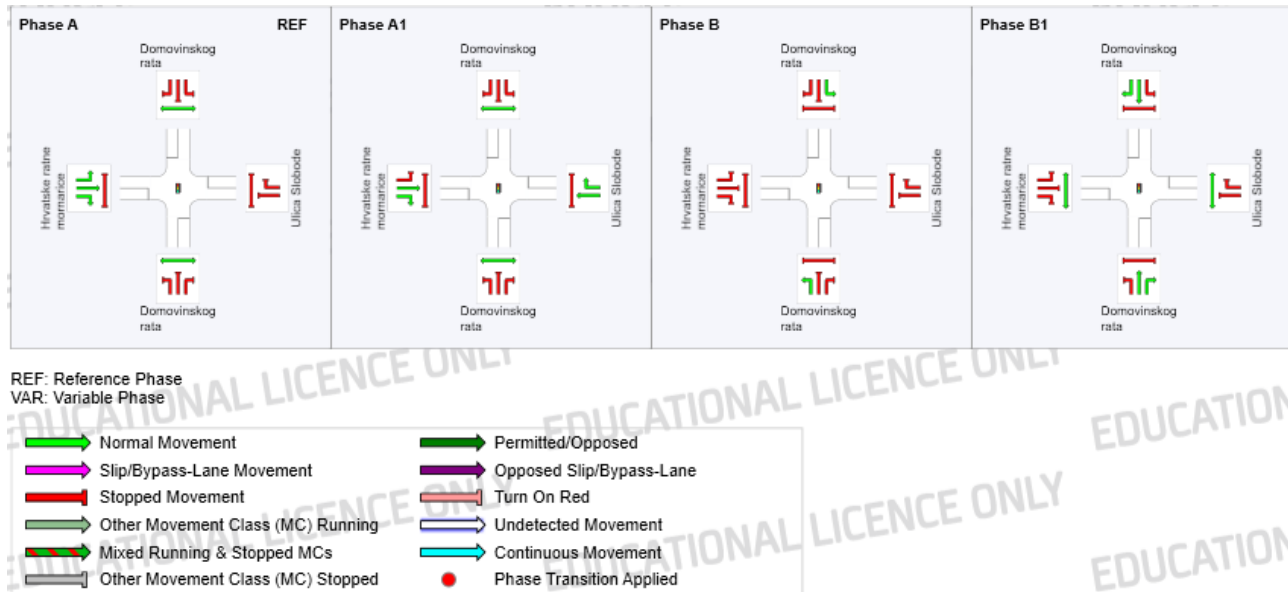 EDUCATIONAL LICENCE ONLY
Phase A REF
Domovinskog
rata
Hrvatske ratne
mornarice
Ulica Slobode
Domovinskog
rata
Phase A1
Domovinskog
rata
Hrvatske ratne
mornarice
Ulica Slobode
Domovinskog
rata
Phase B
Domovinskog
rata
Hrvatske ratne
mornarice
Ulica Slobode
Domovinskog
rata
Phase B1
Domovinskog
rata
Hrvatske ratne
mornarice
Ulica Slobode
Domovinskog
rata
REF: Reference Phase
VAR: Variable Phase
EDUCATIONAL LICENCE ONLY
EDUCATIONAL LICENCE ONLY
EDUCATION
Normal Movement
Slip/Bypass-Lane Movement
Stopped Movement
Other Movement Class (MC) Running
Mixed Running & Stopped MCs
Other Movement Class (MC) Stopped
Permitted/Opposed
Opposed Slip/Bypass-Lane
Turn On Red
Undetected Movement
Continuous Movement
Phase Transition Applied
EDUCATIONAL LICENCE ONLY
EDUCATIONAL LICENCE ONLY
EDUCATION